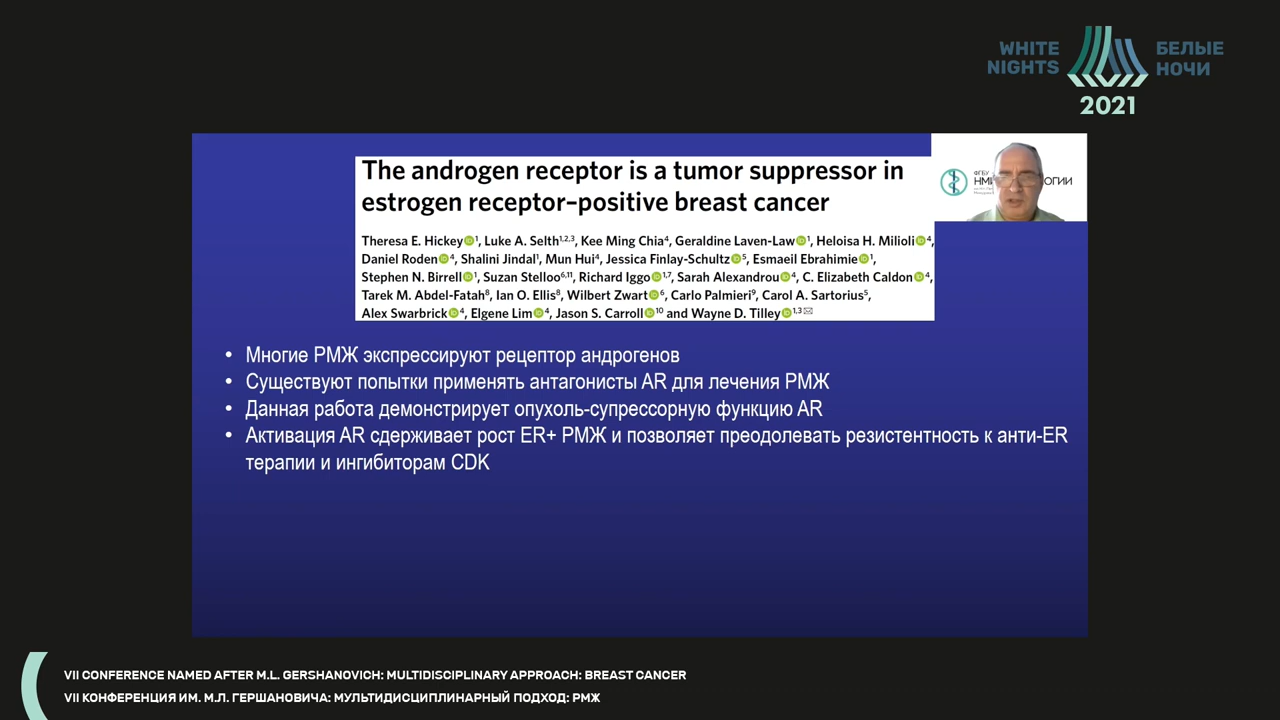 WHITE NIGHTS
БЕЛЫЕ НОЧИ
2021
The androgen receptor is a tumor suppressor in
estrogen receptor–positive breast cancer
ФГБУ
НМИ
ОГИИ
Theresa E. Hickey¹, Luke A. Selth¹,²,³, Kee Ming Chia⁴, Geraldine Laven-Law¹, Heloisa H. Milioli⁴,
Daniel Roden⁴, Shalini Jindal¹, Mun Hui⁴, Jessica Finlay-Schultz⁵, Esmaeil Ebrahimie¹,
Stephen N. Birrell¹, Suzan Stelloo⁶,¹¹, Richard Iggo¹,⁷, Sarah Alexandrou⁴, C. Elizabeth Caldon⁴,
Tarek M. Abdel-Fatah⁸, Ian O. Ellis⁸, Wilbert Zwart⁶, Carlo Palmieri⁹, Carol A. Sartorius⁵,
Alex Swarbrick⁴, Elgene Lim⁴, Jason S. Carroll¹⁰ and Wayne D. Tilley¹,³✉
• Многие РМЖ экспрессируют рецептор андрогенов
• Существуют попытки применять антагонисты AR для лечения РМЖ
• Данная работа демонстрирует опухоль-супрессорную функцию AR
• Активация AR сдерживает рост ER+ РМЖ и позволяет преодолевать резистентность к анти-ER
терапии и ингибиторам CDK
VII CONFERENCE NAMED AFTER M.L. GERSHANOVICH: MULTIDISCIPLINARY APPROACH: BREAST CANCER
VII КОНФЕРЕНЦИЯ ИМ. М.Л. ГЕРШАНОВИЧА: МУЛЬТИДИСЦИПЛИНАРНЫЙ ПОДХОД: РМЖ